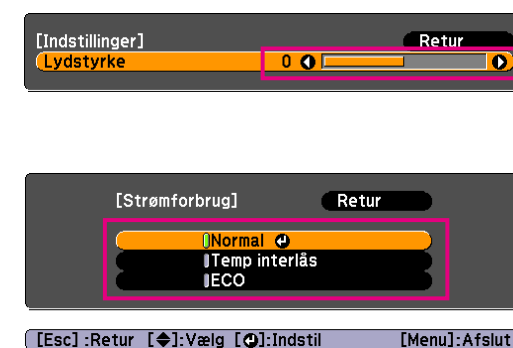 [Indstillinger] Retur
Lydstyrke 0
[Strømforbrug] Retur
Normal
Temp interlås
ECO
[Esc] :Retur [◆]:Vælg [↵]:Indstil [Menu]:Afslut